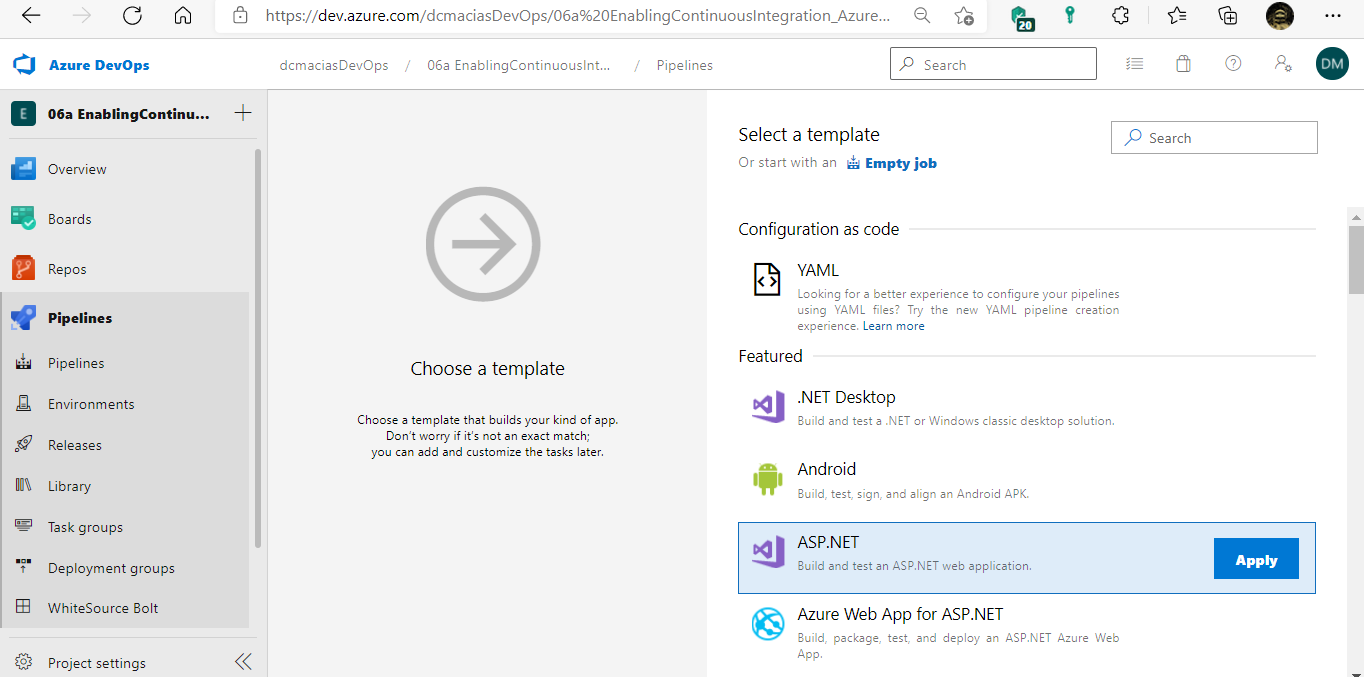 https://dev.azure.com/dcmaciasDevOps/06a%20EnablingContinuousIntegration_Azure...
20
Azure DevOps
dcmaciasDevOps / 06a EnablingContinuousInt... / Pipelines
Search
DM
E
06a EnablingContinu...
Overview
Boards
Repos
Pipelines
Pipelines
Environments
Releases
Library
Task groups
Deployment groups
WhiteSource Bolt
Project settings
Choose a template
Choose a template that builds your kind of app.
Don't worry if it's not an exact match;
you can add and customize the tasks later.
Select a template
Or start with an Empty job
Search
Configuration as code
YAML
Looking for a better experience to configure your pipelines
using YAML files? Try the new YAML pipeline creation
experience. Learn more
Featured
.NET Desktop
Build and test a .NET or Windows classic desktop solution.
Android
Build, test, sign, and align an Android APK.
ASP.NET
Build and test an ASP.NET web application.
Apply
Azure Web App for ASP.NET
Build, package, test, and deploy an ASP.NET Azure Web
App.